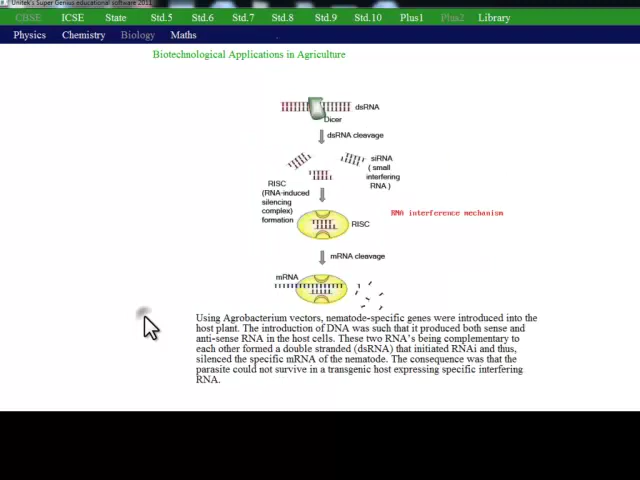 Unitek's Super Genius educational software 2011
CBSE ICSE State Std.5 Std.6 Std.7 Std.8 Std.9 Std.10 Plus1 Plus2 Library
Physics Chemistry Biology Maths
Biotechnological Applications in Agriculture
dsRNA
Dicer
dsRNA cleavage
siRNA
( small
interfering
RNA )
RISC
(RNA-induced
silencing
complex)
formation
RNA interference mechanism
RISC
mRNA cleavage
mRNA
Using Agrobacterium vectors, nematode-specific genes were introduced into the
host plant. The introduction of DNA was such that it produced both sense and
anti-sense RNA in the host cells. These two RNA's being complementary to
each other formed a double stranded (dsRNA) that initiated RNAi and thus,
silenced the specific mRNA of the nematode. The consequence was that the
parasite could not survive in a transgenic host expressing specific interfering
RNA.